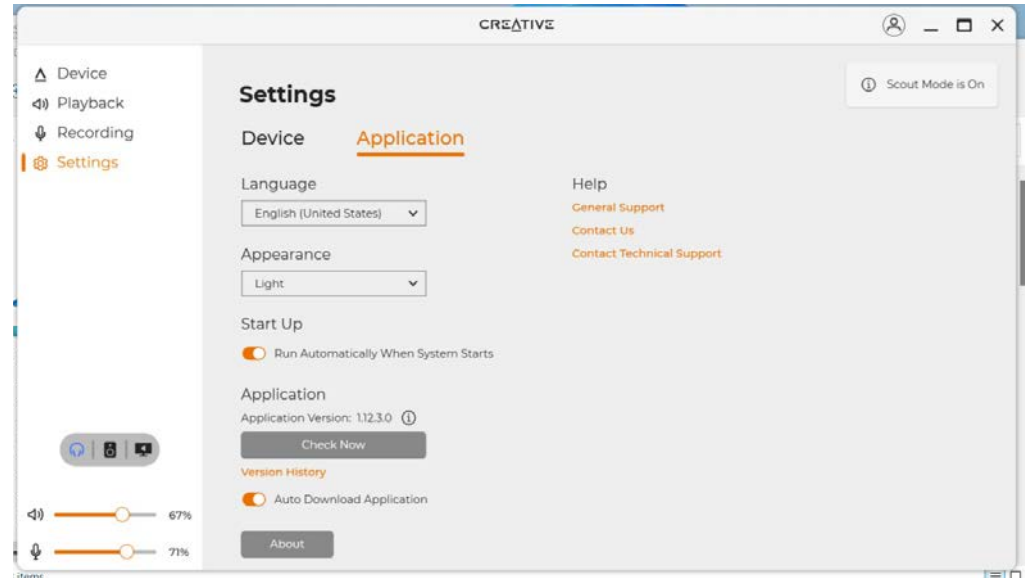 CREATIVE
Device
Playback
Recording
Settings
67%
71%
Scout Mode is On
Settings
Device Application
Language
English (United States)
Appearance
Light
Start Up
Run Automatically When System Starts
Application
Application Version: 1.12.3.0
Check Now
Version History
Auto Download Application
About
Help
General Support
Contact Us
Contact Technical Support
items